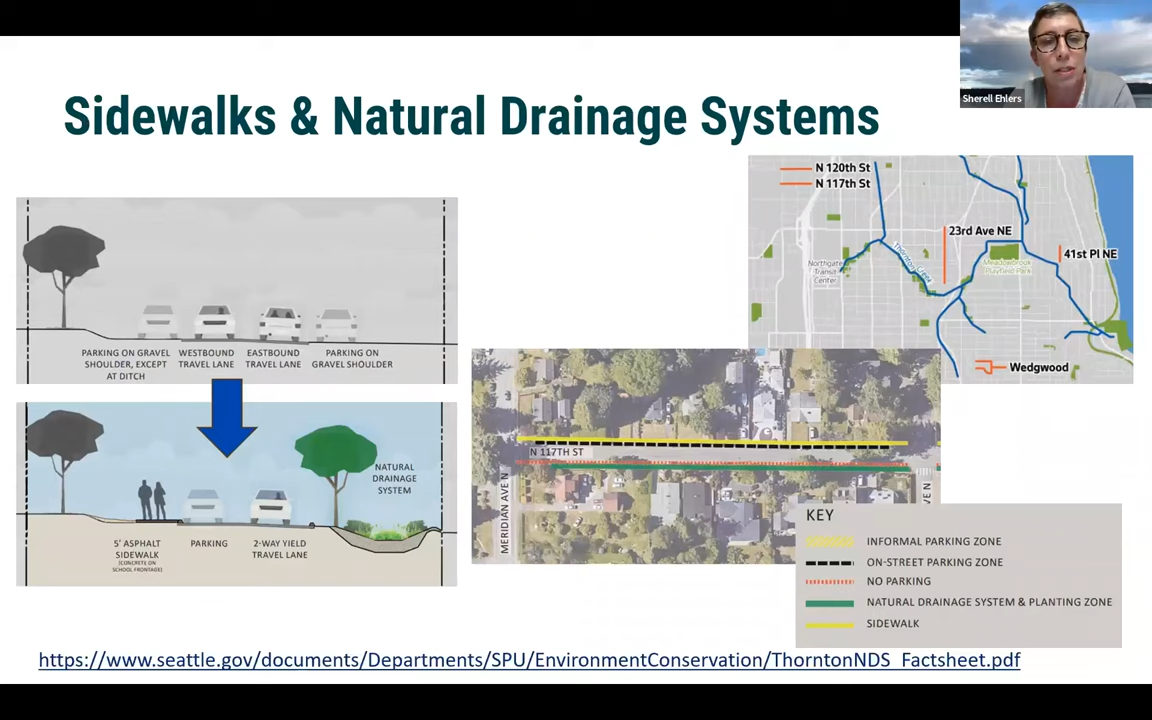 Sherell Ehlers
Sidewalks & Natural Drainage Systems
PARKING ON GRAVEL
SHOULDER, EXCEPT
AT DITCH
WESTBOUND
TRAVEL LANE
EASTBOUND
TRAVEL LANE
PARKING ON
GRAVEL SHOULDER
NATURAL
DRAINAGE
SYSTEM
5' ASPHALT
SIDEWALK
(CONCRETE ON
SCHOOL FRONTAGE)
PARKING
2-WAY YIELD
TRAVEL LANE
N 120th St
N 117th St
23rd Ave NE
41st Pl NE
Northgate
Transit
Center
Thornton Creek
Meadowbrook
Playfield Park
Wedgwood
N 117TH ST
MERIDIAN AVE N
VE N
KEY
INFORMAL PARKING ZONE
ON-STREET PARKING ZONE
NO PARKING
NATURAL DRAINAGE SYSTEM & PLANTING ZONE
SIDEWALK
https://www.seattle.gov/documents/Departments/SPU/EnvironmentConservation/ThorntonNDS_Factsheet.pdf